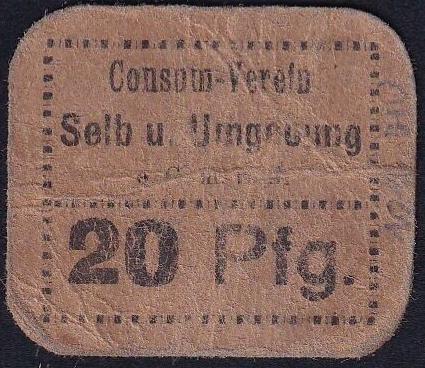 Consum-Verein
Selb u. Umgebung
e. G. m. b. H.
20 Pfg.